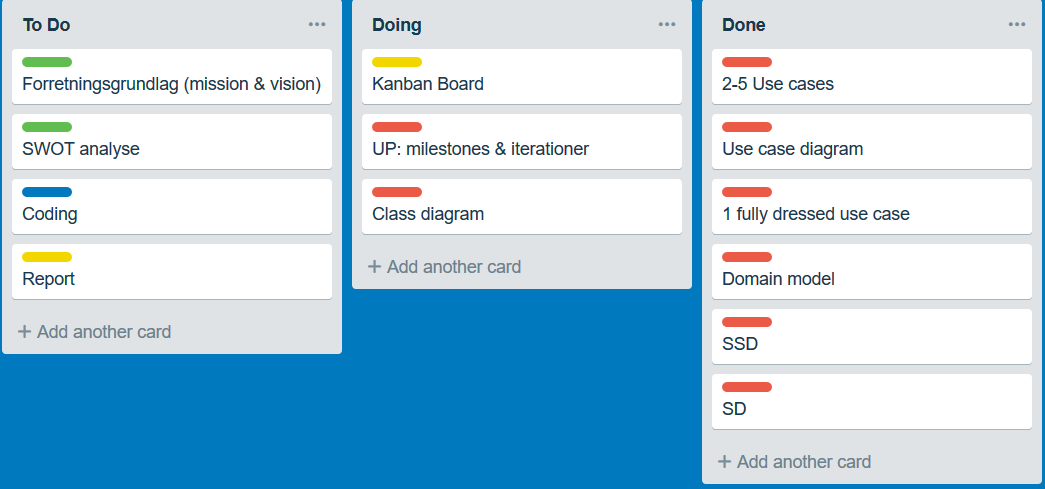 To Do
Forretningsgrundlag (mission & vision)
SWOT analyse
Coding
Report
+ Add another card
Doing
Kanban Board
UP: milestones & iterationer
Class diagram
+ Add another card
Done
2-5 Use cases
Use case diagram
1 fully dressed use case
Domain model
SSD
SD
+ Add another card